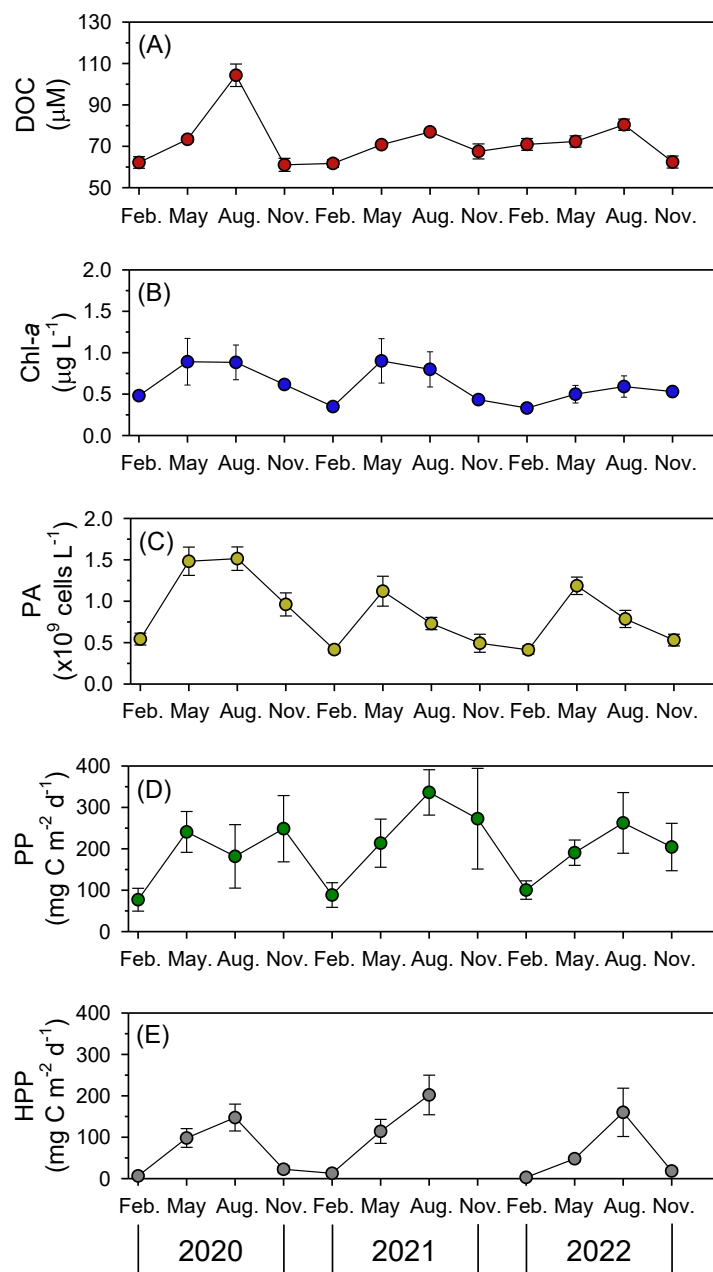 (A)
DOC
(μM)
130
110
90
70
50
Feb. May Aug. Nov. Feb. May Aug. Nov. Feb. May Aug. Nov.
(B)
Chl-a
(μg L⁻¹)
2.0
1.5
1.0
0.5
0.0
Feb. May Aug. Nov. Feb. May Aug. Nov. Feb. May Aug. Nov.
(C)
PA
(x10⁹ cells L⁻¹)
2.0
1.5
1.0
0.5
0.0
Feb. May Aug. Nov. Feb. May Aug. Nov. Feb. May Aug. Nov.
(D)
PP
(mg C m⁻² d⁻¹)
400
300
200
100
0
Feb. May. Aug. Nov. Feb. May. Aug. Nov. Feb. May. Aug. Nov.
(E)
HPP
(mg C m⁻² d⁻¹)
400
300
200
100
0
Feb. May. Aug. Nov. Feb. May. Aug. Nov. Feb. May. Aug. Nov.
2020 2021 2022